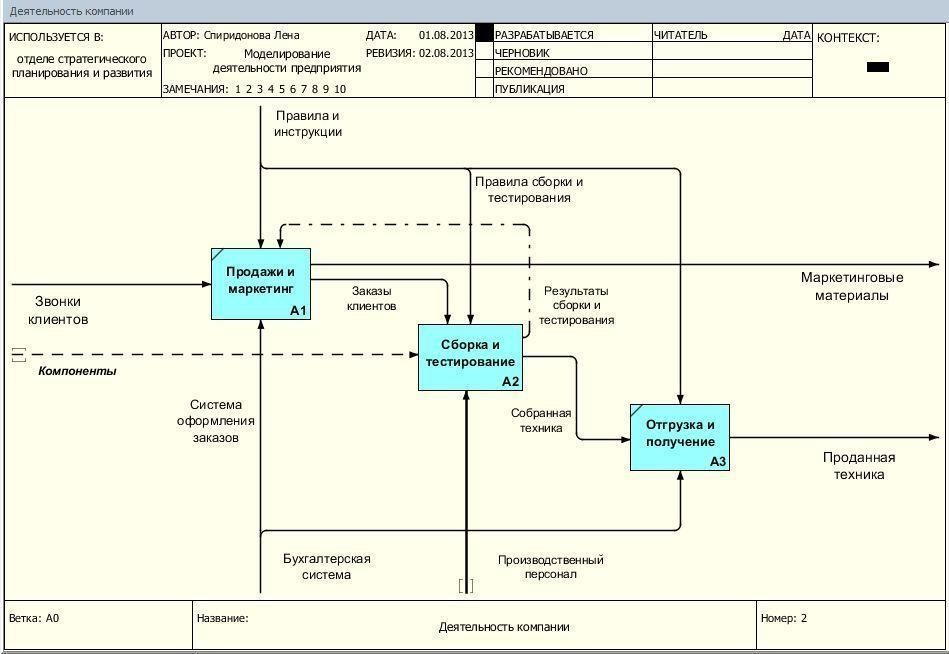 Деятельность компании
ИСПОЛЬЗУЕТСЯ В:
отделе стратегического
планирования и развития
АВТОР: Спиридонова Лена
ДАТА: 01.08.2013
ПРОЕКТ: Моделирование
деятельности предприятия
РЕВИЗИЯ: 02.08.2013
ЗАМЕЧАНИЯ: 1 2 3 4 5 6 7 8 9 10
РАЗРАБАТЫВАЕТСЯ
ЧЕРНОВИК
РЕКОМЕНДОВАНО
ПУБЛИКАЦИЯ
ЧИТАТЕЛЬ ДАТА
КОНТЕКСТ:
Правила и
инструкции
Правила сборки и
тестирования
Продажи и
маркетинг
A1
Маркетинговые
материалы
Звонки
клиентов
Заказы
клиентов
Результаты
сборки и
тестирования
Сборка и
тестирование
A2
Компоненты
Система
оформления
заказов
Собранная
техника
Отгрузка и
получение
A3
Проданная
техника
Бухгалтерская
система
Производственный
персонал
Ветка: A0
Название:
Деятельность компании
Номер: 2